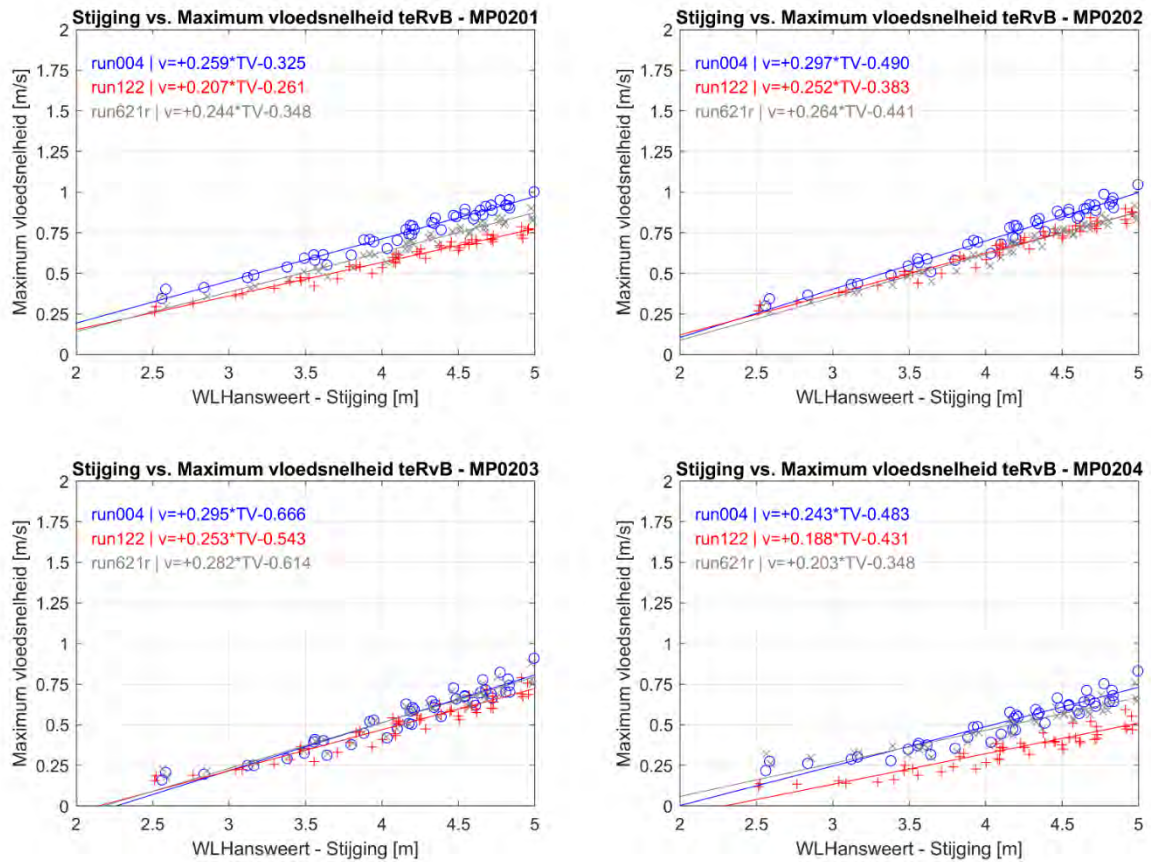 Stijging vs. Maximum vloedsnelheid teRvB - MP0201
run004 | v=+0.259*TV-0.325
run122 | v=+0.207*TV-0.261
run621r | v=+0.244*TV-0.348
Maximum vloedsnelheid [m/s]
2
1.75
1.5
1.25
1
0.75
0.5
0.25
0
2 2.5 3 3.5 4 4.5 5
WLHansweert - Stijging [m]
Stijging vs. Maximum vloedsnelheid teRvB - MP0202
run004 | v=+0.297*TV-0.490
run122 | v=+0.252*TV-0.383
run621r | v=+0.264*TV-0.441
Maximum vloedsnelheid [m/s]
2
1.75
1.5
1.25
1
0.75
0.5
0.25
0
2 2.5 3 3.5 4 4.5 5
WLHansweert - Stijging [m]
Stijging vs. Maximum vloedsnelheid teRvB - MP0203
run004 | v=+0.295*TV-0.666
run122 | v=+0.253*TV-0.543
run621r | v=+0.282*TV-0.614
Maximum vloedsnelheid [m/s]
2
1.75
1.5
1.25
1
0.75
0.5
0.25
0
2 2.5 3 3.5 4 4.5 5
WLHansweert - Stijging [m]
Stijging vs. Maximum vloedsnelheid teRvB - MP0204
run004 | v=+0.243*TV-0.483
run122 | v=+0.188*TV-0.431
run621r | v=+0.203*TV-0.348
Maximum vloedsnelheid [m/s]
2
1.75
1.5
1.25
1
0.75
0.5
0.25
0
2 2.5 3 3.5 4 4.5 5
WLHansweert - Stijging [m]